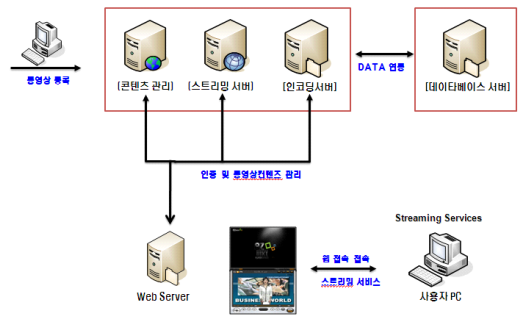 동영상 등록
[콘텐츠 관리]
[스트리밍 서버]
[인코딩서버]
DATA 연동
[데이타베이스 서버]
인증 및 동영상컨텐츠 관리
Streaming Services
웹 접속 접속
스트리밍 서비스
Web Server
BUSINE WORLD
사용자 PC